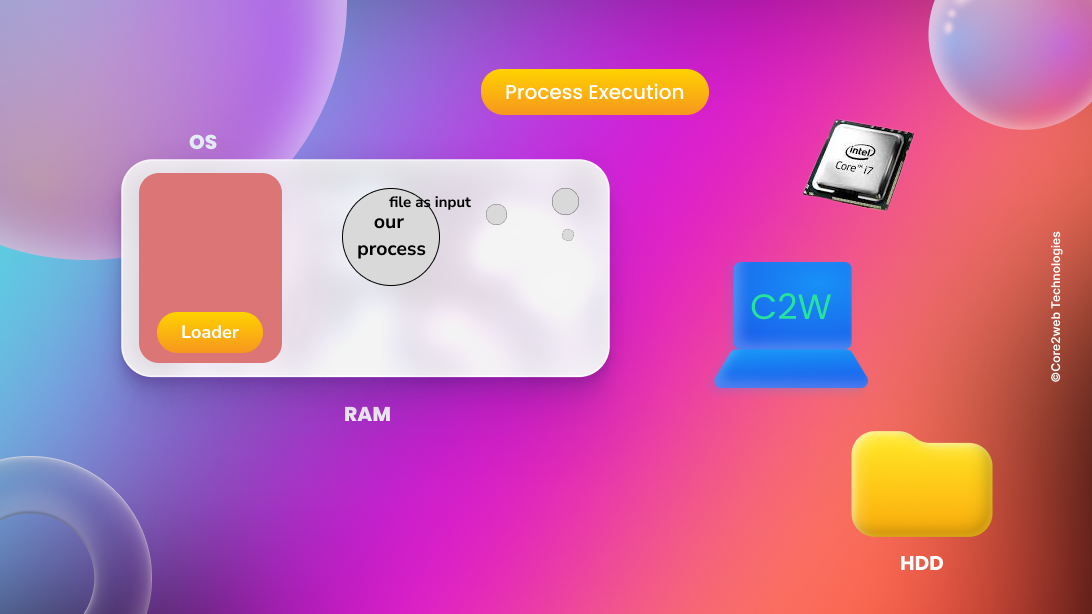 Process Execution
OS
file as input
our
process
Loader
RAM
intel
Core™ i7
C2W
©Core2web Technologies
HDD